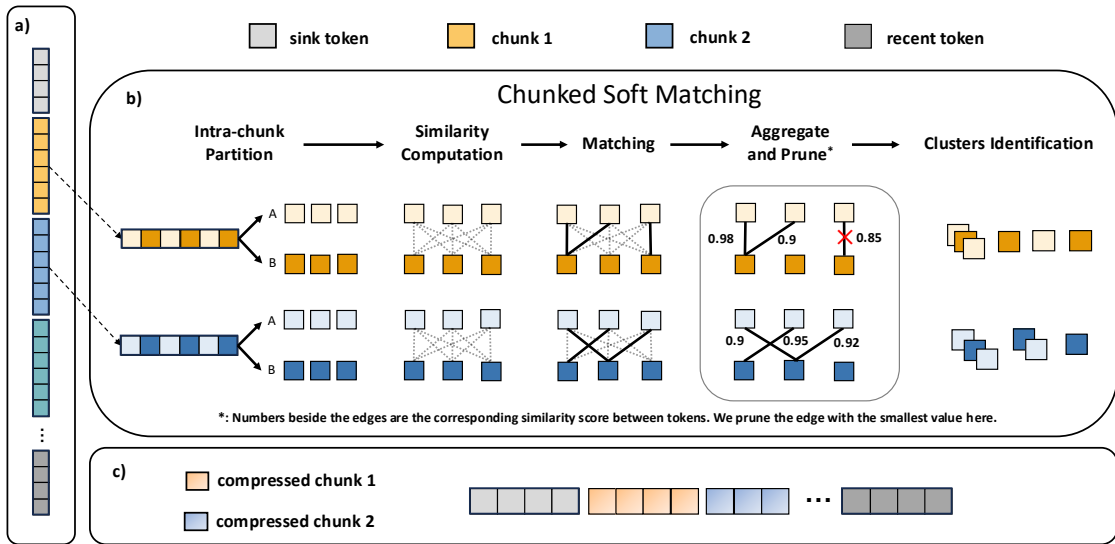 a)
sink token
chunk 1
chunk 2
recent token
b)
Chunked Soft Matching
Intra-chunk
Partition
Similarity
Computation
Matching
Aggregate
and Prune*
Clusters Identification
A
B
0.98
0.9
0.85
A
B
0.9
0.95
0.92
*: Numbers beside the edges are the corresponding similarity score between tokens. We prune the edge with the smallest value here.
...
c)
compressed chunk 1
compressed chunk 2
...